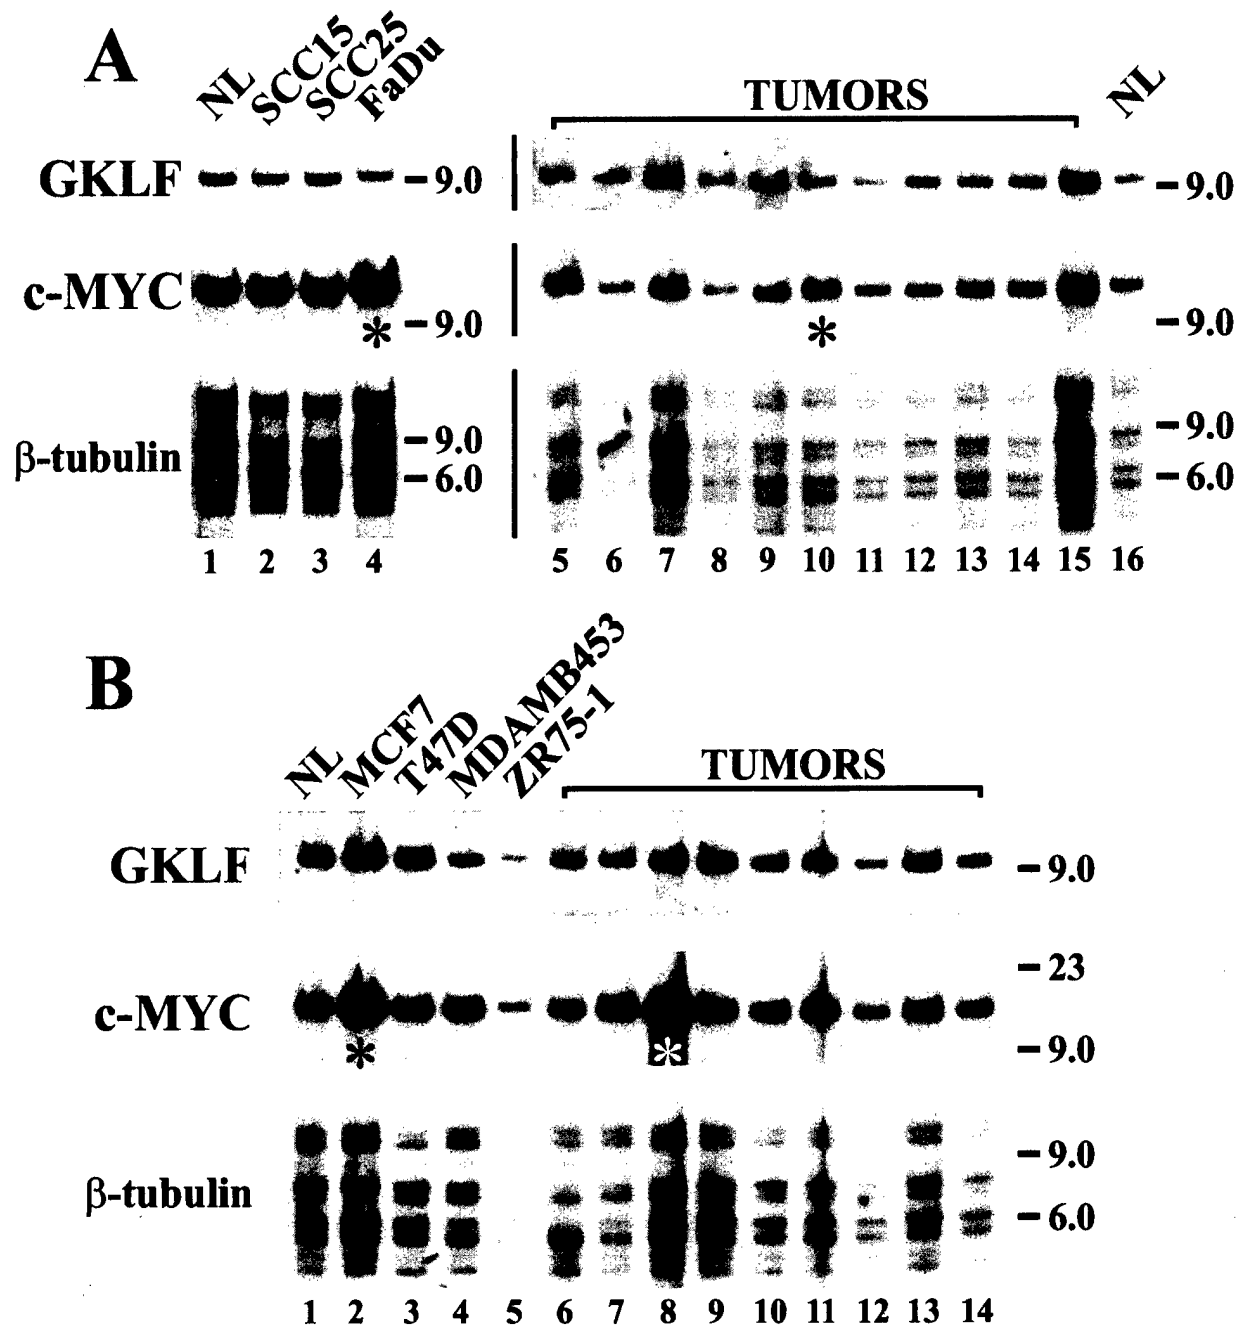 A
NL SCC15 SCC25 FaDu
TUMORS
NL
GKLF
– 9.0
– 9.0
c-MYC
– 9.0
– 9.0
*
*
β-tubulin
– 9.0
– 6.0
– 9.0
– 6.0
1 2 3 4 5 6 7 8 9 10 11 12 13 14 15 16
B
NL MCF7 T47D MDAMB453 ZR75-1
TUMORS
GKLF
– 9.0
– 23
c-MYC
– 9.0
*
*
– 9.0
β-tubulin
– 6.0
1 2 3 4 5 6 7 8 9 10 11 12 13 14